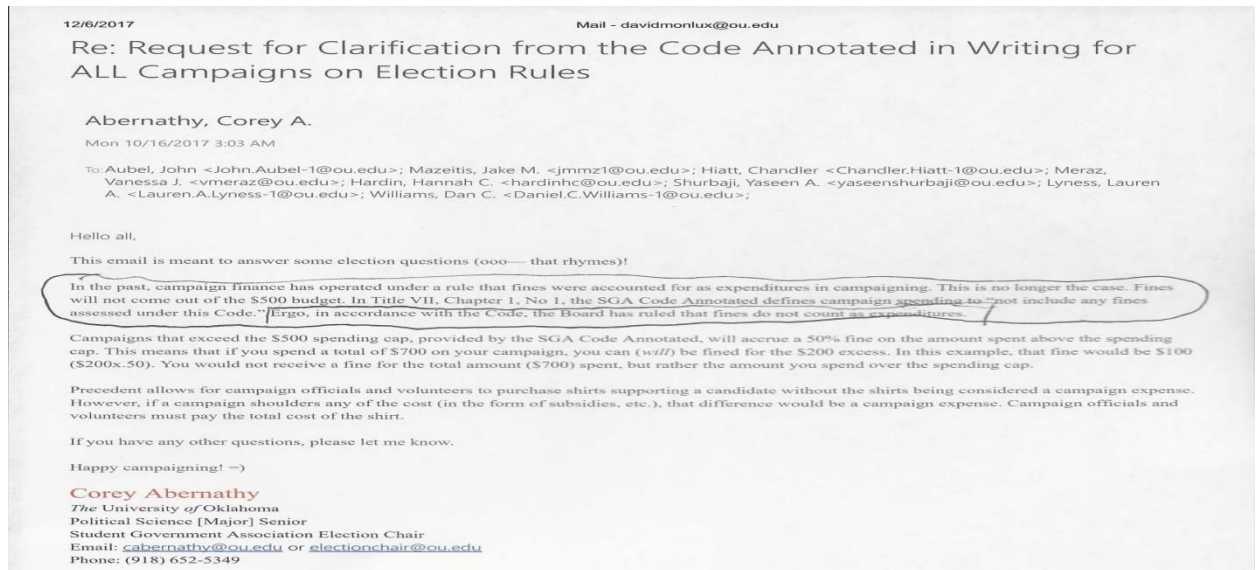 12/6/2017 Mail - davidmonlux@ou.edu
Re: Request for Clarification from the Code Annotated in Writing for
ALL Campaigns on Election Rules
Abernathy, Corey A.
Mon 10/16/2017 3:03 AM
To: Aubel, John <John.Aubel-1@ou.edu>; Mazeitis, Jake M. <jmmz1@ou.edu>; Hiatt, Chandler <Chandler.Hiatt-1@ou.edu>; Meraz,
Vanessa J. <vmeraz@ou.edu>; Hardin, Hannah C. <hardinhc@ou.edu>; Shurbaji, Yaseen A. <yaseenshurbaji@ou.edu>; Lyness, Lauren
A. <Lauren.A.Lyness-1@ou.edu>; Williams, Dan C. <Daniel.C.Williams-1@ou.edu>;
Hello all,
This email is meant to answer some election questions (ooo— that rhymes)!
In the past, campaign finance has operated under a rule that fines were accounted for as expenditures in campaigning. This is no longer the case. Fines
will not come out of the $500 budget. In Title VII, Chapter 1, No 1, the SGA Code Annotated defines campaign spending to “not include any fines
assessed under this Code.” Ergo, in accordance with the Code, the Board has ruled that fines do not count as expenditures.
Campaigns that exceed the $500 spending cap, provided by the SGA Code Annotated, will accrue a 50% fine on the amount spent above the spending
cap. This means that if you spend a total of $700 on your campaign, you can (will) be fined for the $200 excess. In this example, that fine would be $100
($200x.50). You would not receive a fine for the total amount ($700) spent, but rather the amount you spend over the spending cap.
Precedent allows for campaign officials and volunteers to purchase shirts supporting a candidate without the shirts being considered a campaign expense.
However, if a campaign shoulders any of the cost (in the form of subsidies, etc.), that difference would be a campaign expense. Campaign officials and
volunteers must pay the total cost of the shirt.
If you have any other questions, please let me know.
Happy campaigning! =)
Corey Abernathy
The University of Oklahoma
Political Science [Major] Senior
Student Government Association Election Chair
Email: cabernathy@ou.edu or electionchair@ou.edu
Phone: (918) 652-5349